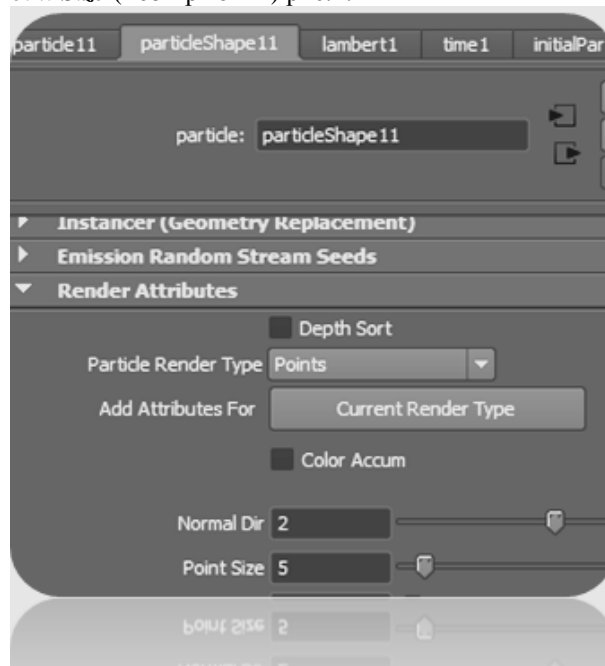 particle11 particleShape11 lambert1 time1 initialPar
particle: particleShape11
Instancer (Geometry Replacement)
Emission Random Stream Seeds
Render Attributes
Depth Sort
Particle Render Type Points
Add Attributes For Current Render Type
Color Accum
Normal Dir 2
Point Size 5